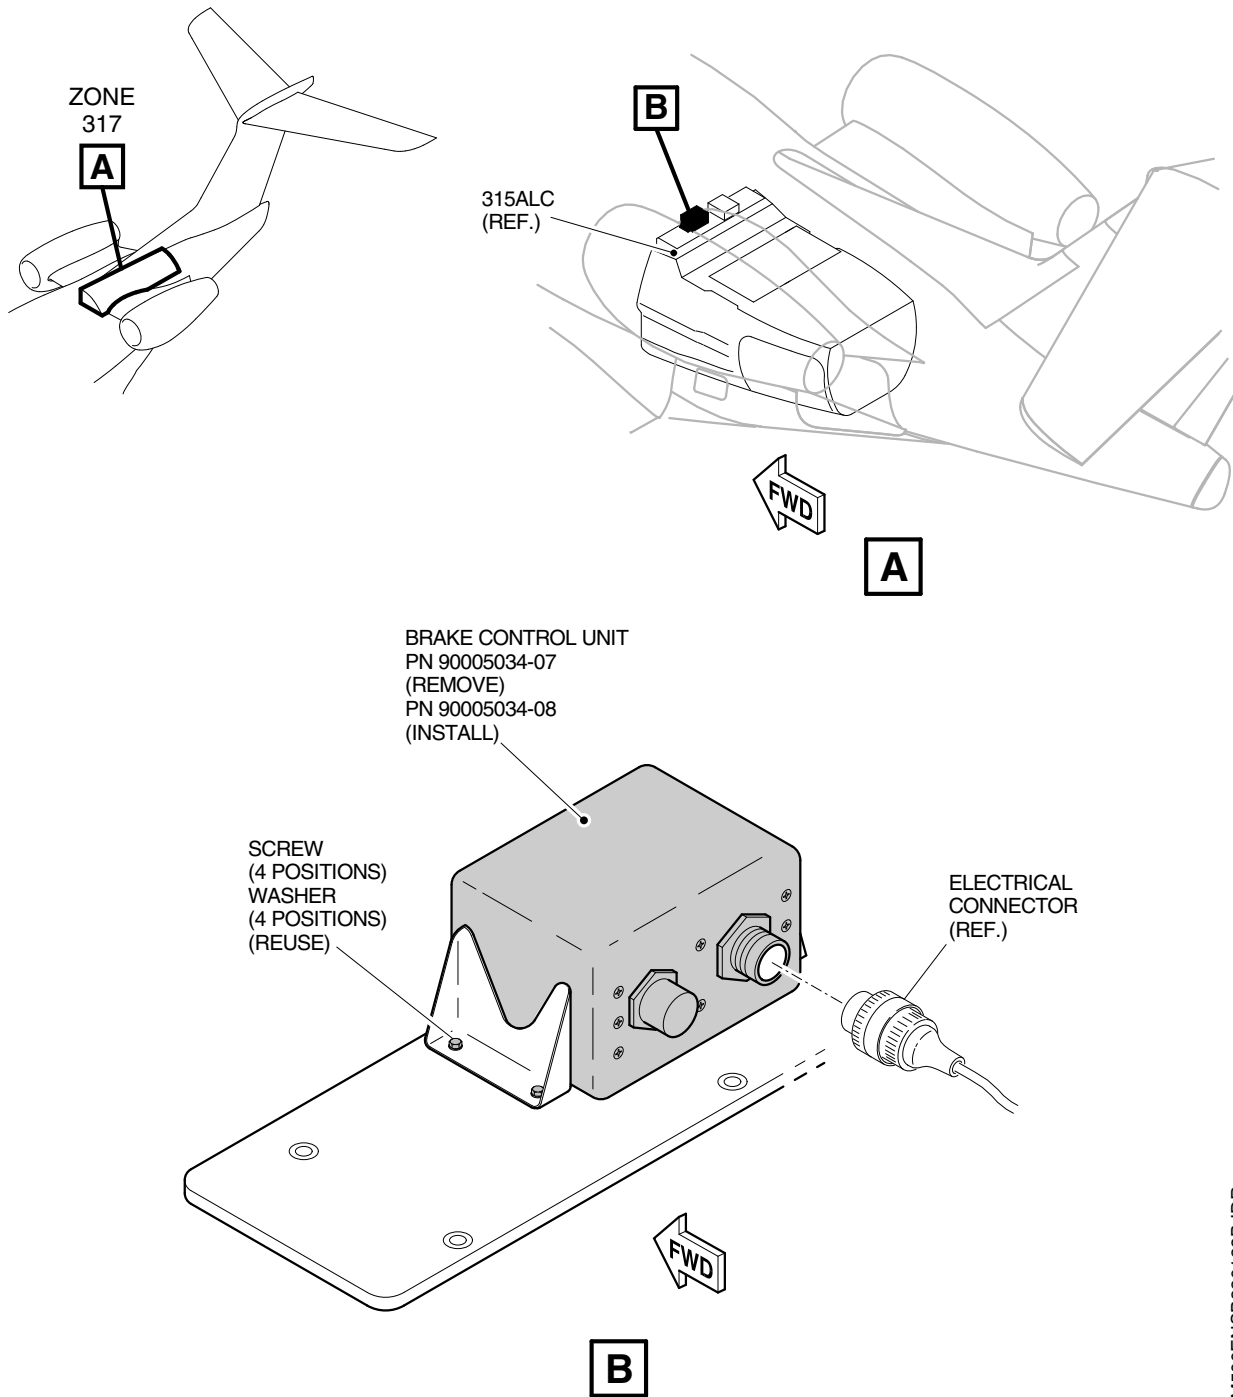 ZONE
317
A
B
315ALC
(REF.)
FWD
A
BRAKE CONTROL UNIT
PN 90005034-07
(REMOVE)
PN 90005034-08
(INSTALL)
SCREW
(4 POSITIONS)
WASHER
(4 POSITIONS)
(REUSE)
ELECTRICAL
CONNECTOR
(REF.)
FWD
B